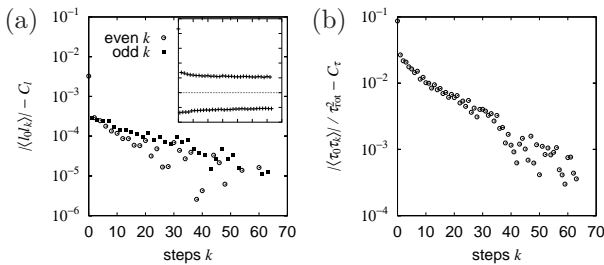 (a)
|⟨l₀lₖ⟩| − Cₗ
10⁻¹
10⁻²
10⁻³
10⁻⁴
10⁻⁵
10⁻⁶
even k
odd k
0 10 20 30 40 50 60 70
steps k
(b)
|⟨τ₀τₖ⟩| / τ²rot − Cτ
10⁻¹
10⁻²
10⁻³
10⁻⁴
0 10 20 30 40 50 60 70
steps k